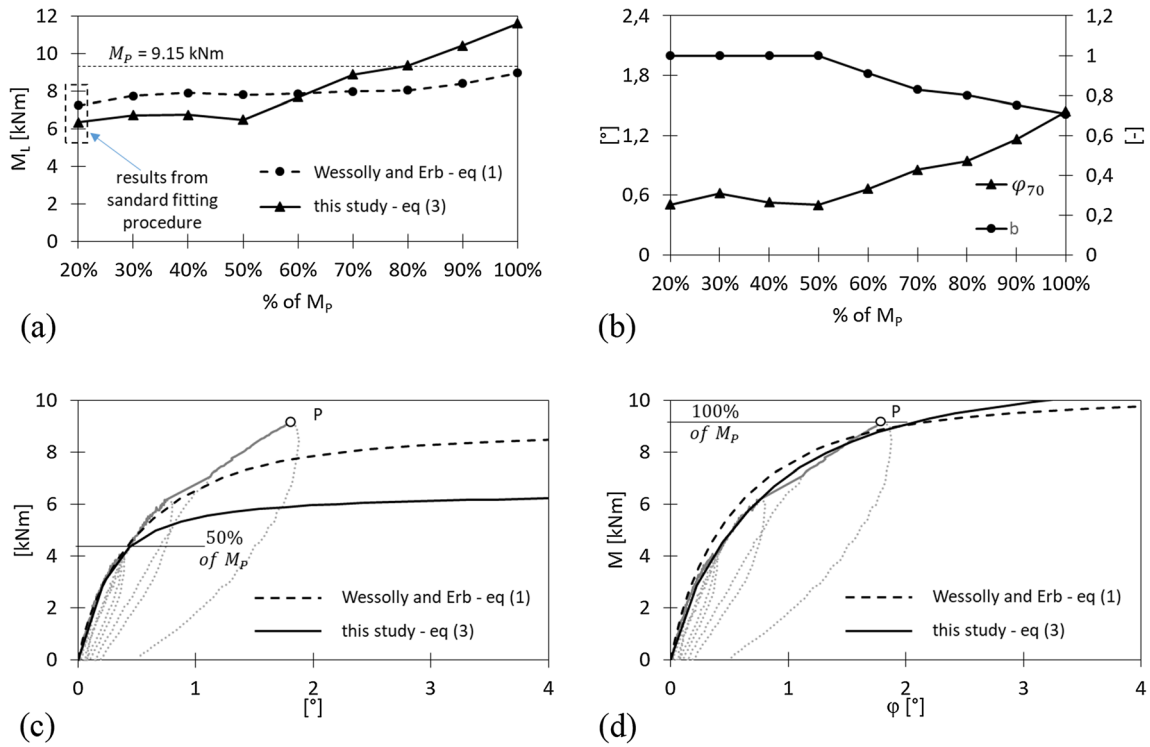 12
10
8
6
4
2
0
M_L [kNm]
M_P = 9.15 kNm
results from
sandard fitting
procedure
Wessolly and Erb - eq (1)
this study - eq (3)
20% 30% 40% 50% 60% 70% 80% 90% 100%
% of M_P
(a)
2,4
1,8
1,2
0,6
0
[°]
1,2
1
0,8
0,6
0,4
0,2
0
[-]
φ70
b
20% 30% 40% 50% 60% 70% 80% 90% 100%
% of M_P
(b)
10
8
6
4
2
0
[kNm]
P
50%
of M_P
Wessolly and Erb - eq (1)
this study - eq (3)
0 1 2 3 4
[°]
(c)
10
8
6
4
2
0
M [kNm]
100%
of M_P
P
Wessolly and Erb - eq (1)
this study - eq (3)
0 1 2 3 4
φ [°]
(d)